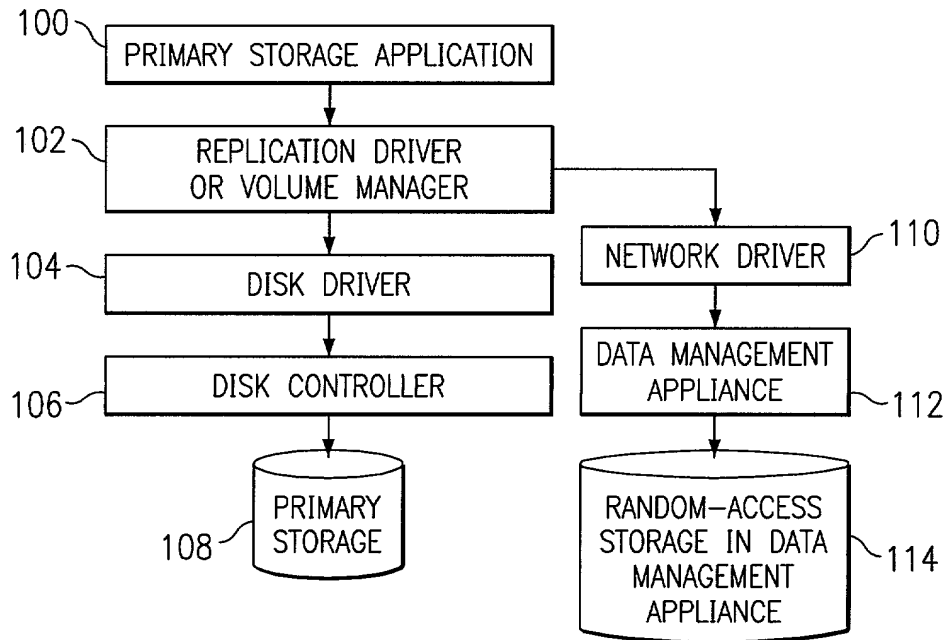 100
PRIMARY STORAGE APPLICATION
102
REPLICATION DRIVER
OR VOLUME MANAGER
104
DISK DRIVER
106
DISK CONTROLLER
108
PRIMARY
STORAGE
NETWORK DRIVER
110
DATA MANAGEMENT
APPLIANCE
112
RANDOM-ACCESS
STORAGE IN DATA
MANAGEMENT
APPLIANCE
114